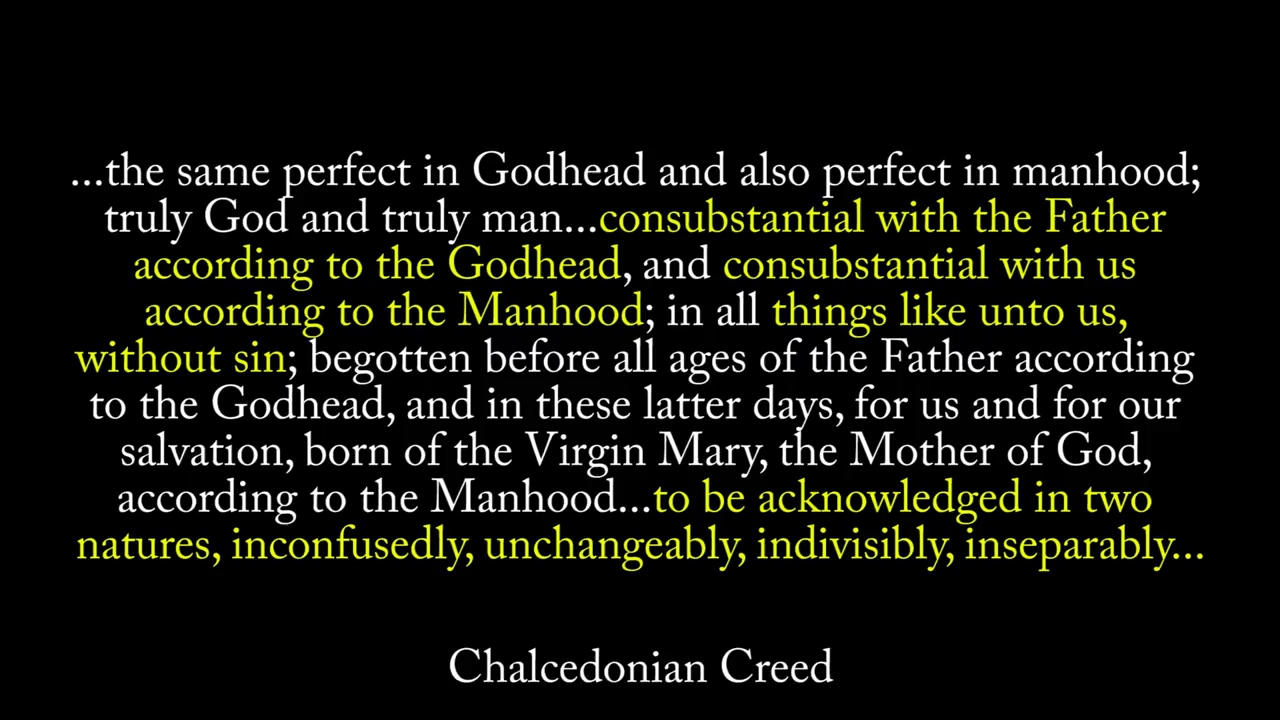 ...the same perfect in Godhead and also perfect in manhood;
truly God and truly man...consubstantial with the Father
according to the Godhead, and consubstantial with us
according to the Manhood; in all things like unto us,
without sin; begotten before all ages of the Father according
to the Godhead, and in these latter days, for us and for our
salvation, born of the Virgin Mary, the Mother of God,
according to the Manhood...to be acknowledged in two
natures, inconfusedly, unchangeably, indivisibly, inseparably...
Chalcedonian Creed